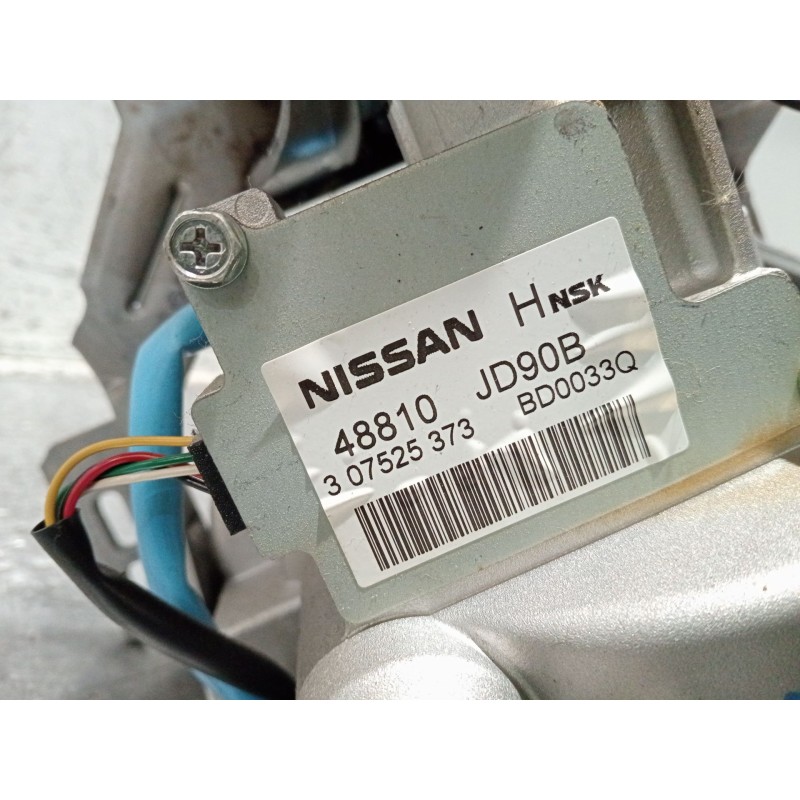 NISSAN H NSK
48810 JD90B
3 07525 373 BD0033Q